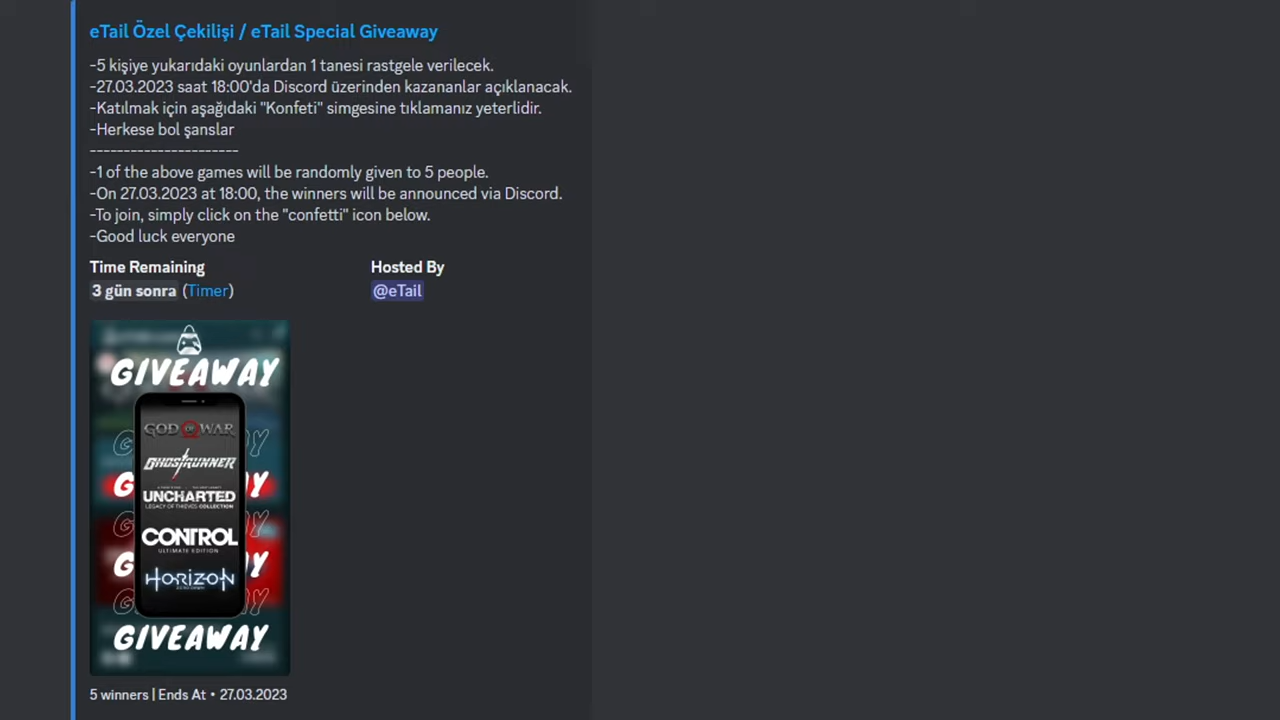 eTail Özel Çekilişi / eTail Special Giveaway
-5 kişiye yukarıdaki oyunlardan 1 tanesi rastgele verilecek.
-27.03.2023 saat 18:00'da Discord üzerinden kazananlar açıklanacak.
-Katılmak için aşağıdaki "Konfeti" simgesine tıklamanız yeterlidir.
-Herkese bol şanslar
----------------------
-1 of the above games will be randomly given to 5 people.
-On 27.03.2023 at 18:00, the winners will be announced via Discord.
-To join, simply click on the "confetti" icon below.
-Good luck everyone
Time Remaining
3 gün sonra (Timer)
Hosted By
@eTail
GIVEAWAY
GOD OF WAR
GHOSTRUNNER
UNCHARTED
LEGACY OF THIEVES COLLECTION
CONTROL
ULTIMATE EDITION
HORIZON
GIVEAWAY
5 winners | Ends At • 27.03.2023